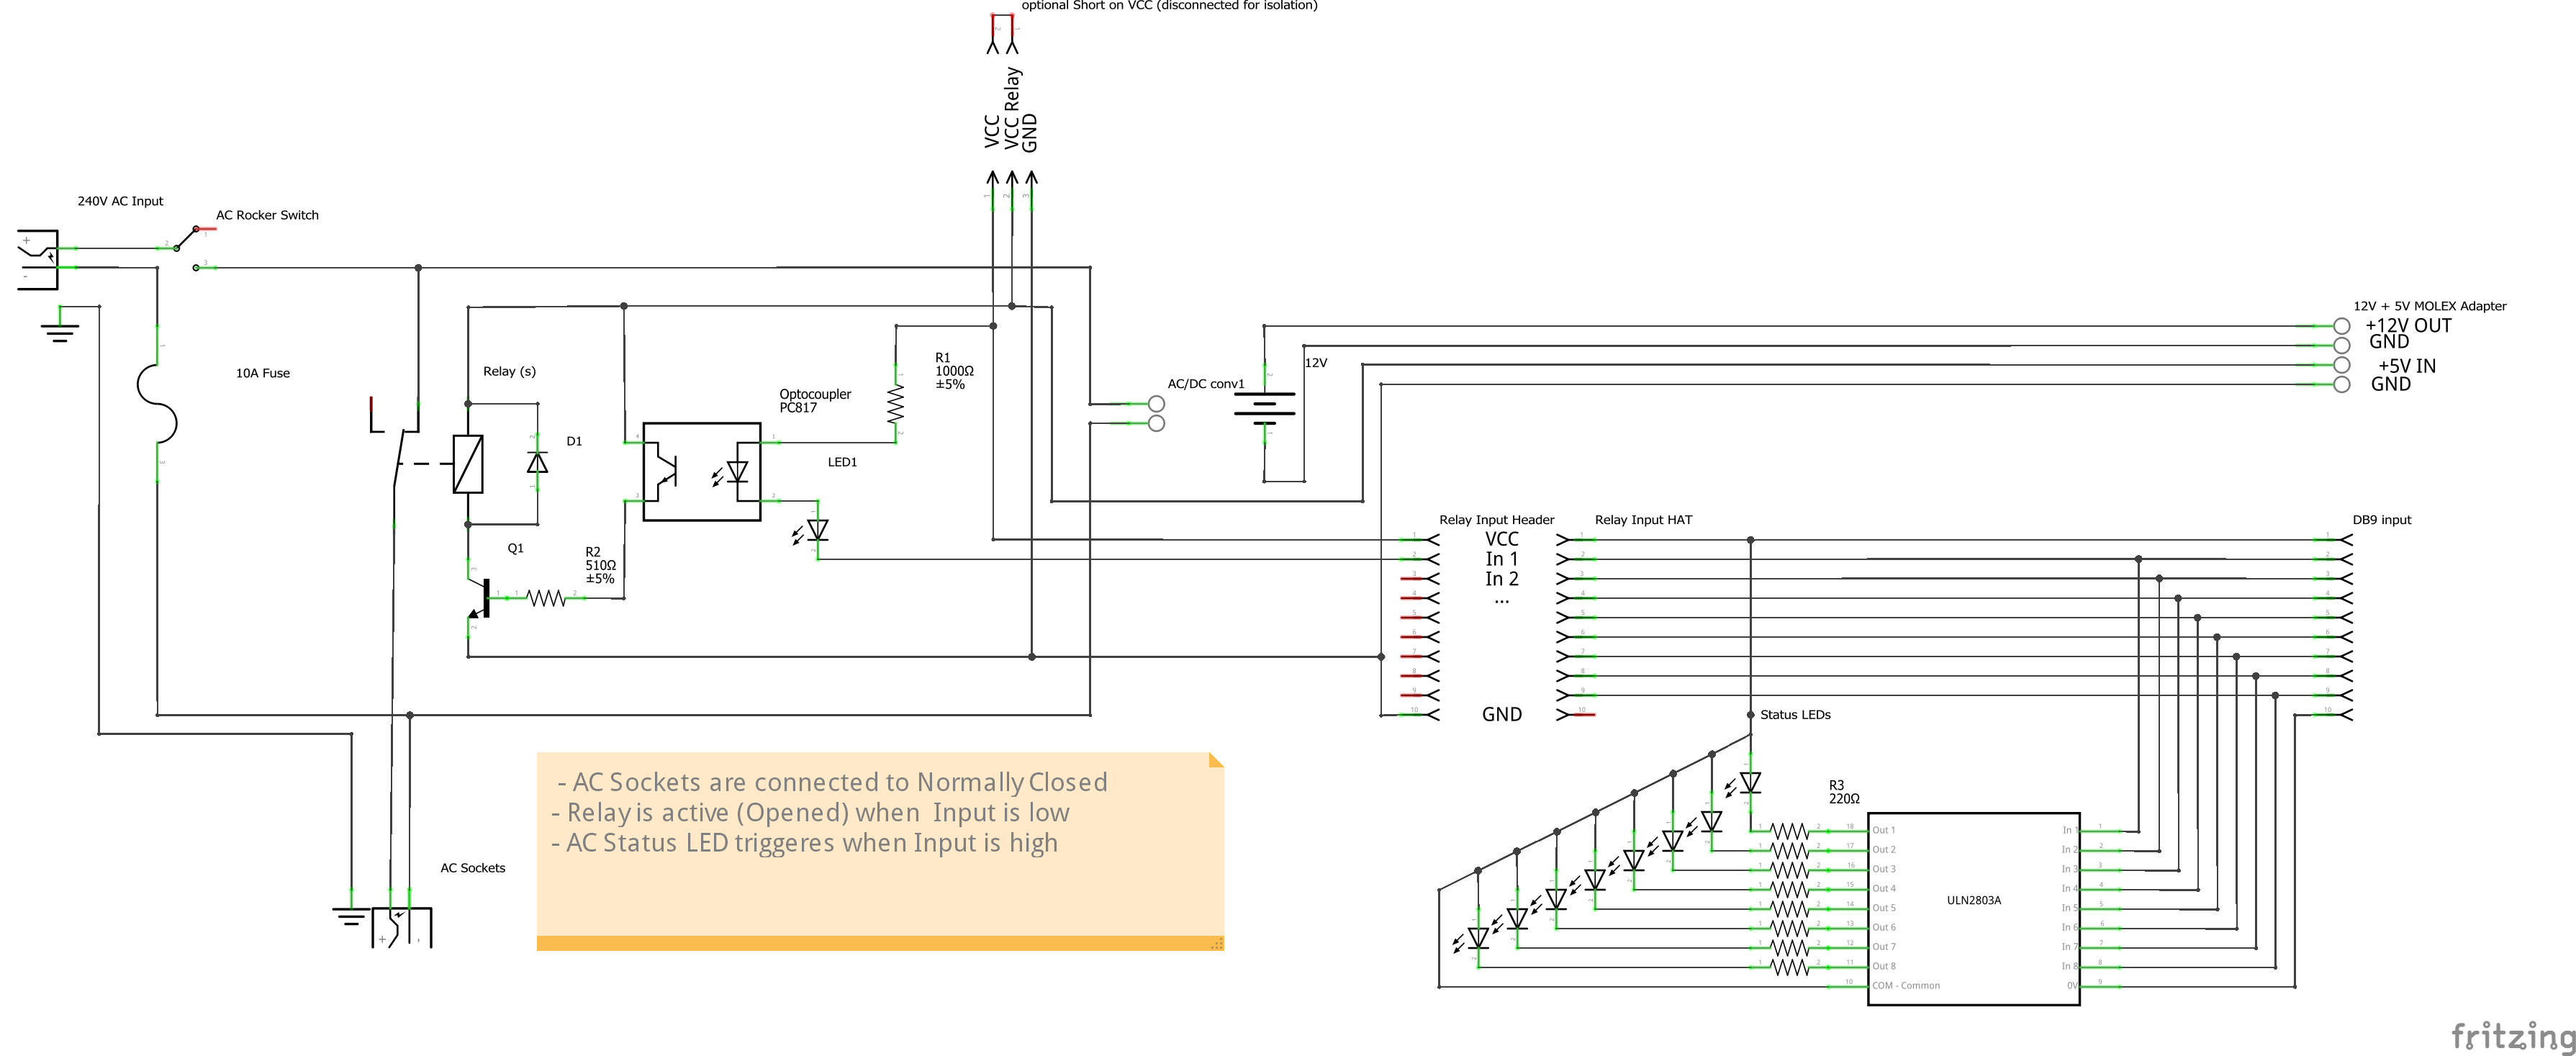 optional Short on VCC (disconnected for isolation)
VCC
VCC Relay
GND
240V AC Input
AC Rocker Switch
10A Fuse
Relay (s)
D1
Optocoupler
PC817
LED1
R1
1000Ω
±5%
Q1
R2
510Ω
±5%
AC/DC conv1
12V
12V + 5V MOLEX Adapter
+12V OUT
GND
+5V IN
GND
Relay Input Header
Relay Input HAT
DB9 input
VCC
In 1
In 2
...
GND
Status LEDs
R3
220Ω
ULN2803A
Out 1
Out 2
Out 3
Out 4
Out 5
Out 6
Out 7
Out 8
COM - Common
In 1
In 2
In 3
In 4
In 5
In 6
In 7
In 8
0V
- AC Sockets are connected to Normally Closed
- Relay is active (Opened) when Input is low
- AC Status LED triggeres when Input is high
AC Sockets
fritzing